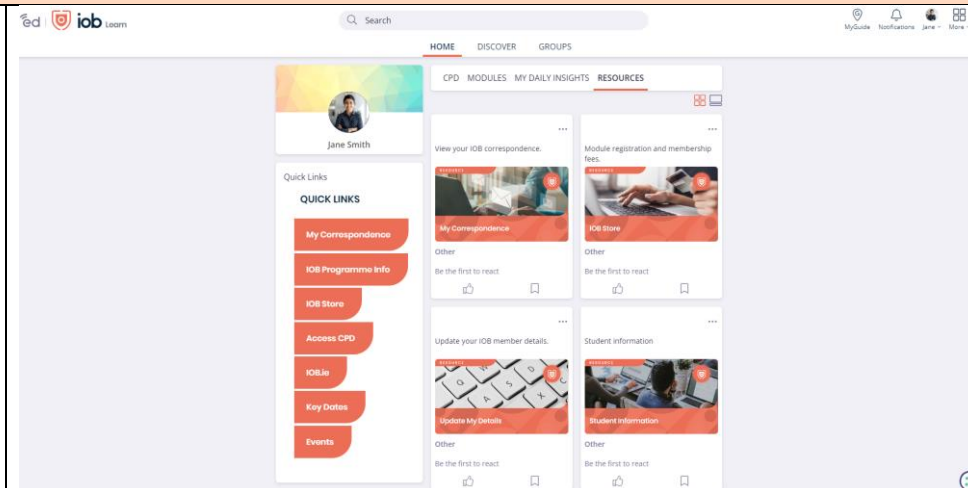 ed iob Learn
Search
MyGuide Notifications Jane More
HOME DISCOVER GROUPS
CPD MODULES MY DAILY INSIGHTS RESOURCES
Jane Smith
Quick Links
QUICK LINKS
My Correspondence
IOB Programme Info
IOB Store
Access CPD
IOB.ie
Key Dates
Events
View your IOB correspondence.
RESOURCE
My Correspondence
Other
Be the first to react
Module registration and membership
fees.
RESOURCE
IOB Store
Other
Be the first to react
Update your IOB member details.
RESOURCE
Update My Details
Other
Be the first to react
Student information
RESOURCE
Student Information
Other
Be the first to react